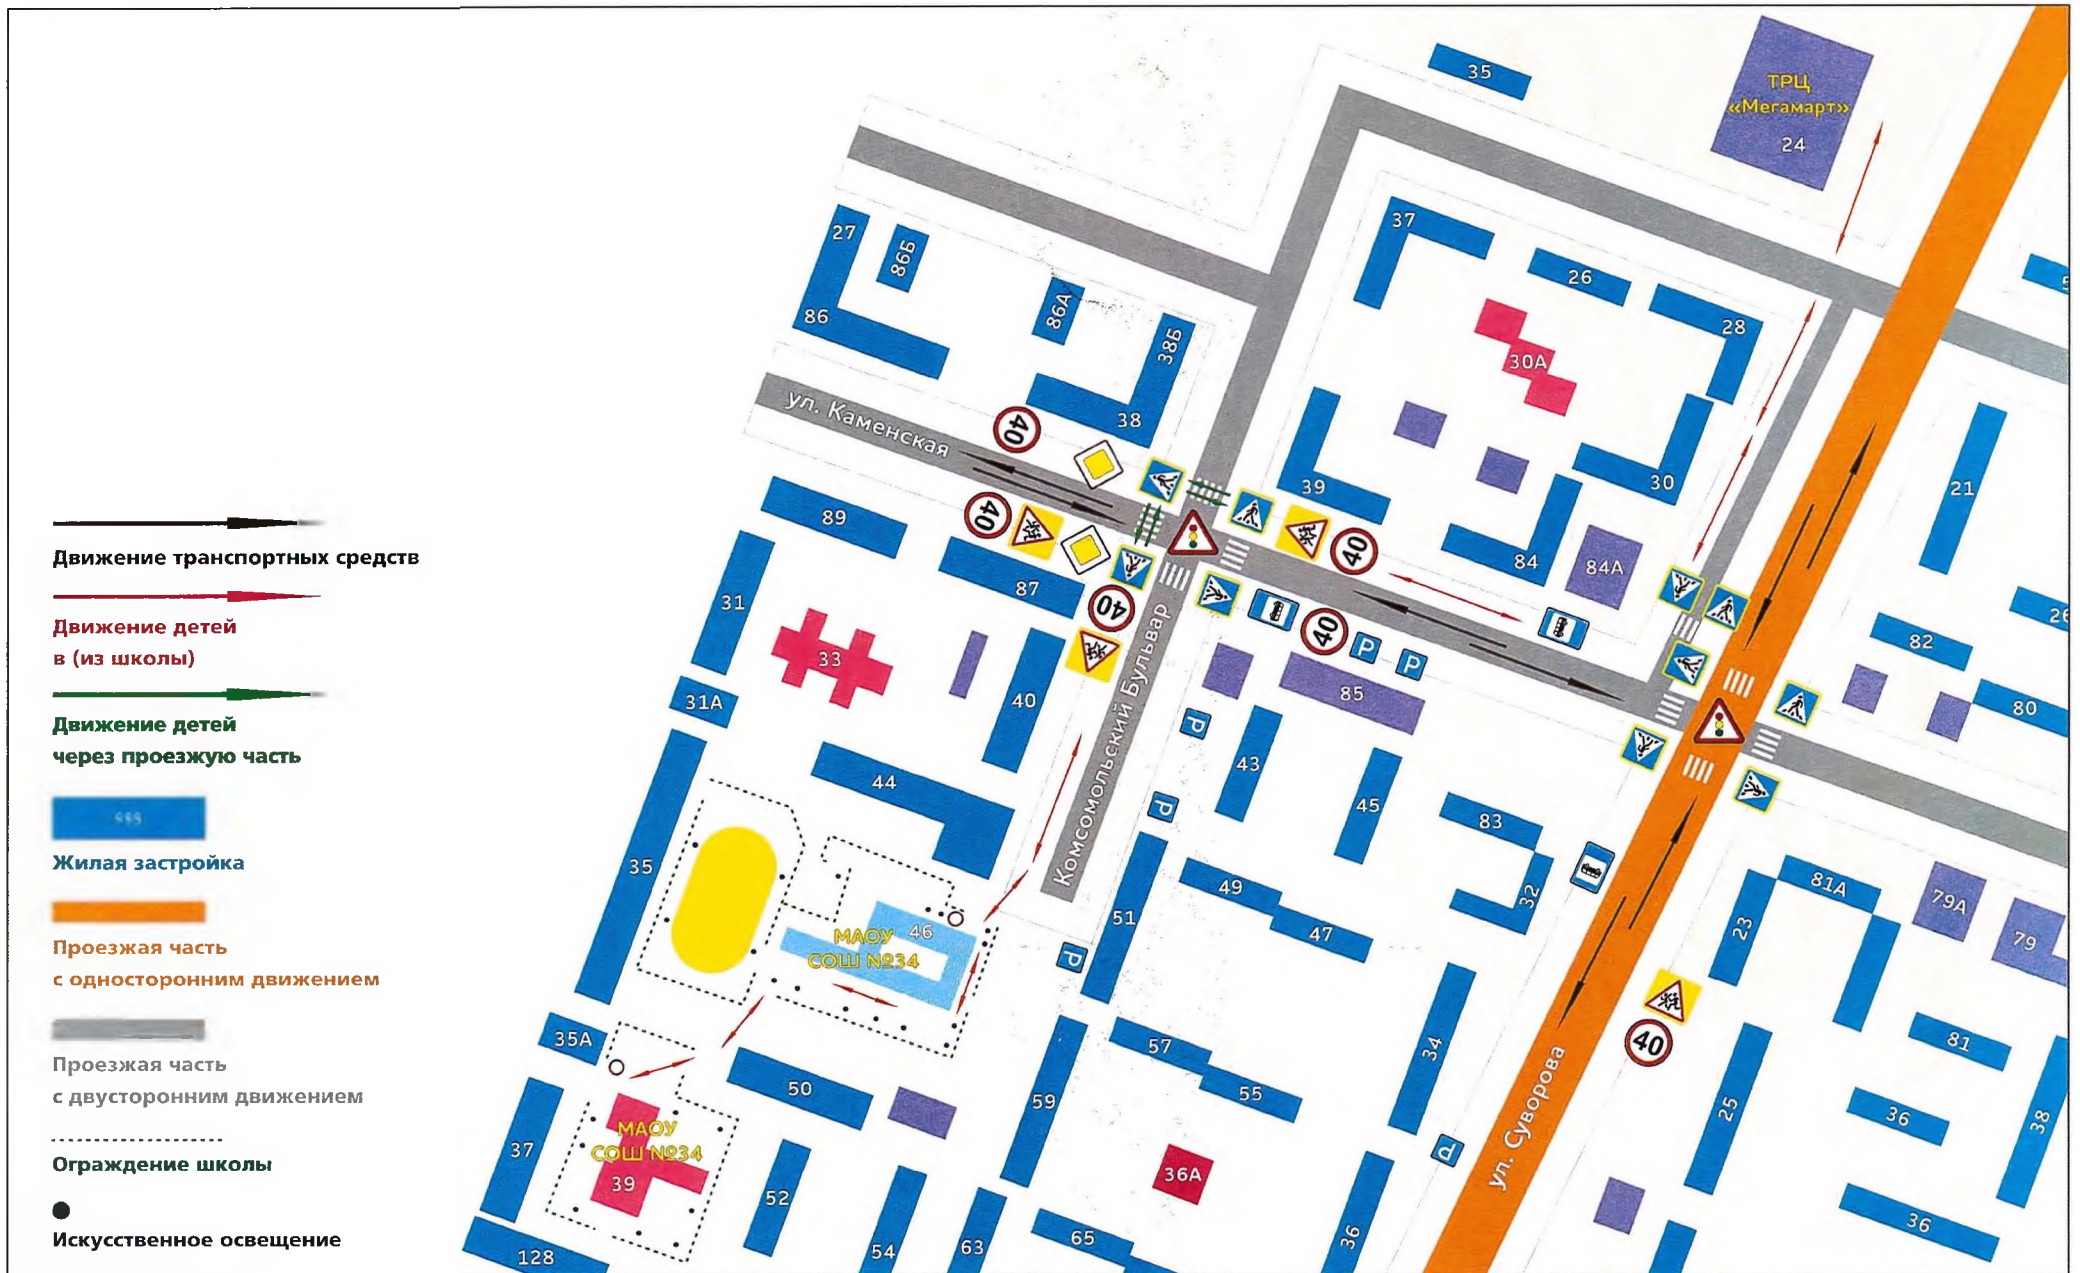 Движение транспортных средств
Движение детей
в (из школы)
Движение детей
через проезжую часть
Жилая застройка
Проезжая часть
с односторонним движением
Проезжая часть
с двусторонним движением
Ограждение школы
Искусственное освещение
35
ТРЦ
«Мегамарт»
24
27
86Б
86А
86
38Б
38
37
26
28
30А
30
39
84
84А
21
26
82
80
ул. Каменская
40
40
40
40
40
89
87
31
33
31А
40
44
35
Комсомольский Бульвар
P
P
P
P
P
85
43
45
83
32
49
47
51
МАОУ
46
СОШ №34
35А
50
37
МАОУ
СОШ №34
39
52
54
128
59
57
55
63
65
36А
34
36
P
ул. Суворова
40
23
81А
79А
79
81
25
36
38
36